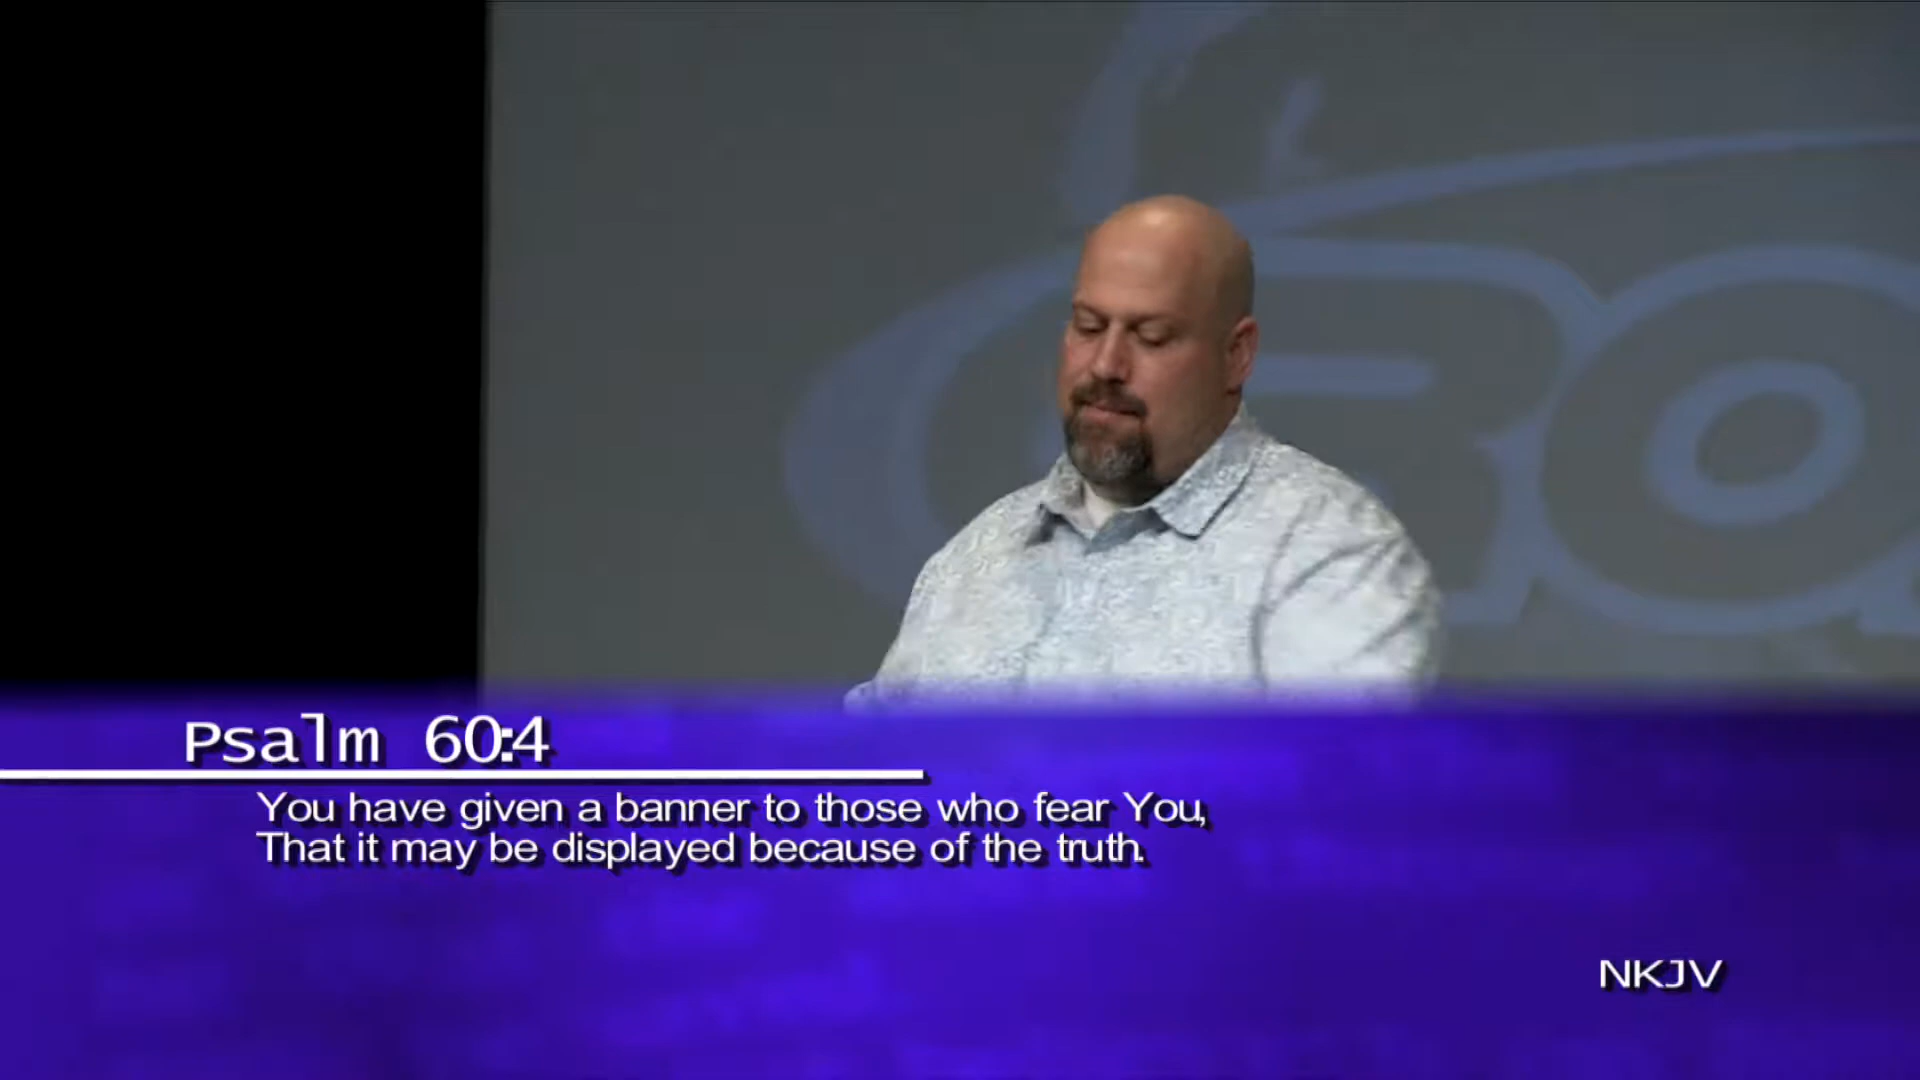 Psalm 60:4
You have given a banner to those who fear You,
That it may be displayed because of the truth.
NKJV